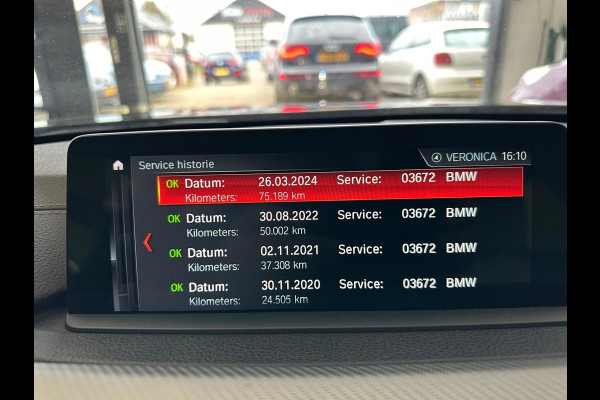 VERONICA 16:10
Service historie
OK Datum: 26.03.2024 Service: 03672 BMW
Kilometers: 75.189 km
OK Datum: 30.08.2022 Service: 03672 BMW
Kilometers: 50.002 km
OK Datum: 02.11.2021 Service: 03672 BMW
Kilometers: 37.308 km
OK Datum: 30.11.2020 Service: 03672 BMW
Kilometers: 24.505 km